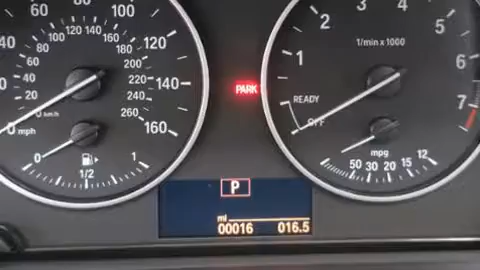 40
60
80
100
120
140
160
20
40
60
80
100 120 140
160
180
200
220
240
260
0 km/h
0 mph
0
1/2
1
PARK
1
2
3
4
5
6
7
1/min x 1000
READY
OFF
mpg
50 30 20 15 12
P
mi
00016 016.5